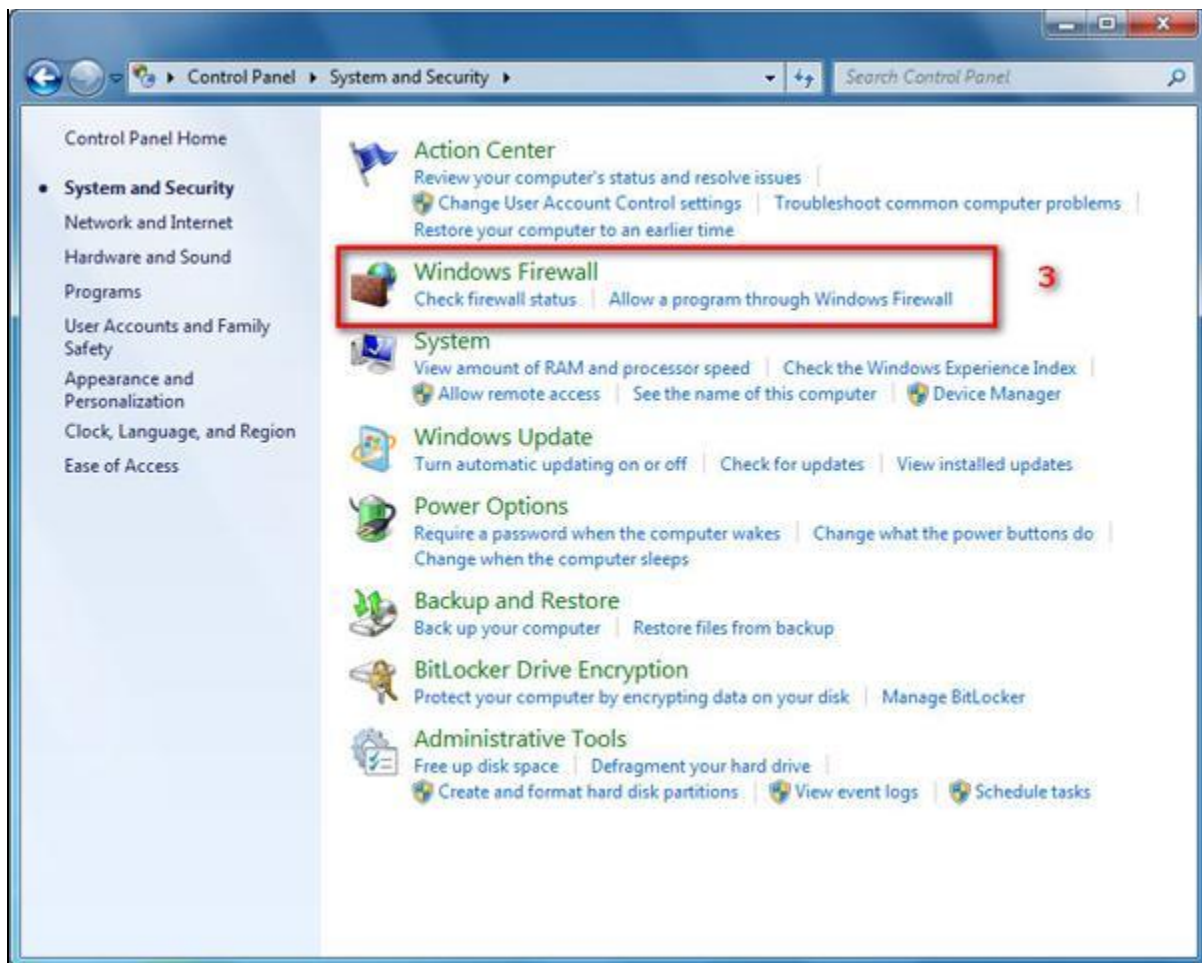 Control Panel ▸ System and Security ▸
Search Control Panel
Control Panel Home
System and Security
Network and Internet
Hardware and Sound
Programs
User Accounts and Family
Safety
Appearance and
Personalization
Clock, Language, and Region
Ease of Access
Action Center
Review your computer's status and resolve issues
Change User Account Control settings | Troubleshoot common computer problems
Restore your computer to an earlier time
Windows Firewall
Check firewall status | Allow a program through Windows Firewall
3
System
View amount of RAM and processor speed | Check the Windows Experience Index
Allow remote access | See the name of this computer | Device Manager
Windows Update
Turn automatic updating on or off | Check for updates | View installed updates
Power Options
Require a password when the computer wakes | Change what the power buttons do
Change when the computer sleeps
Backup and Restore
Back up your computer | Restore files from backup
BitLocker Drive Encryption
Protect your computer by encrypting data on your disk | Manage BitLocker
Administrative Tools
Free up disk space | Defragment your hard drive
Create and format hard disk partitions | View event logs | Schedule tasks